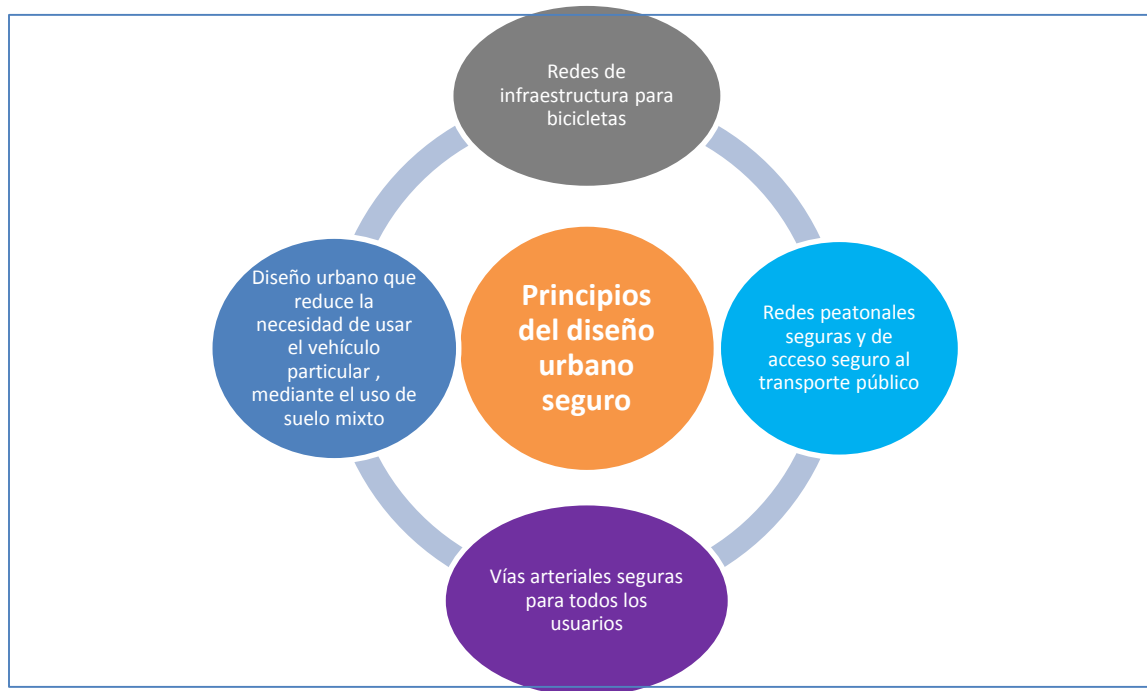 Redes de
infraestructura para
bicicletas
Diseño urbano que
reduce la
necesidad de usar
el vehículo
particular ,
mediante el uso de
suelo mixto
Principios
del diseño
urbano
seguro
Redes peatonales
seguras y de
acceso seguro al
transporte público
Vías arteriales seguras
para todos los
usuarios